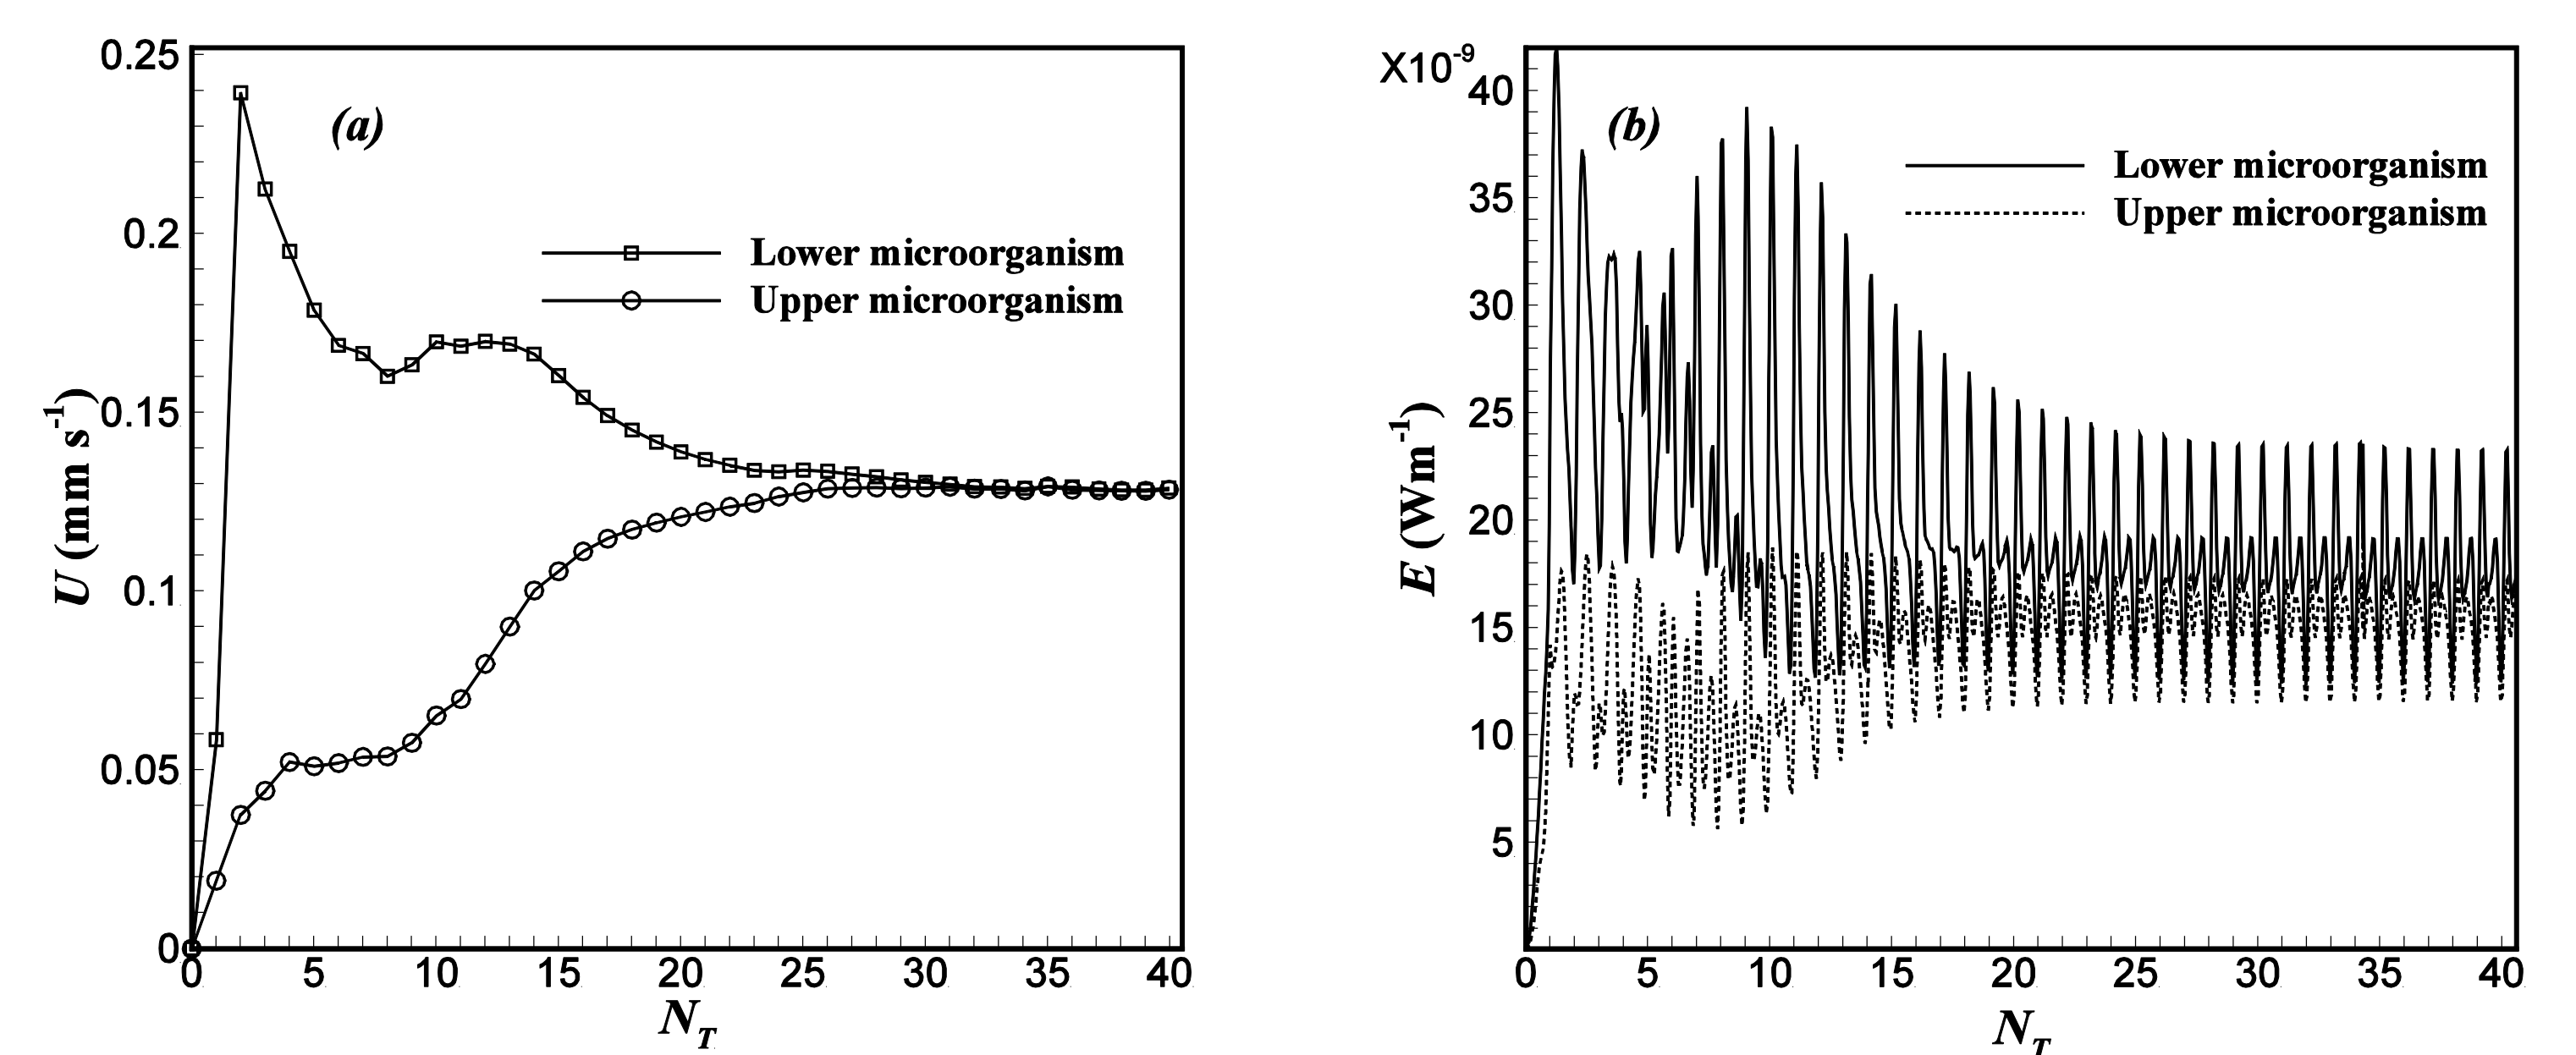 0.25
0.2
0.15
0.1
0.05
0
U (mm s⁻¹)
(a)
Lower microorganism
Upper microorganism
0 5 10 15 20 25 30 35 40
N_T
X10⁻⁹
40
35
30
25
20
15
10
5
E (Wm⁻¹)
(b)
Lower microorganism
Upper microorganism
0 5 10 15 20 25 30 35 40
N_T